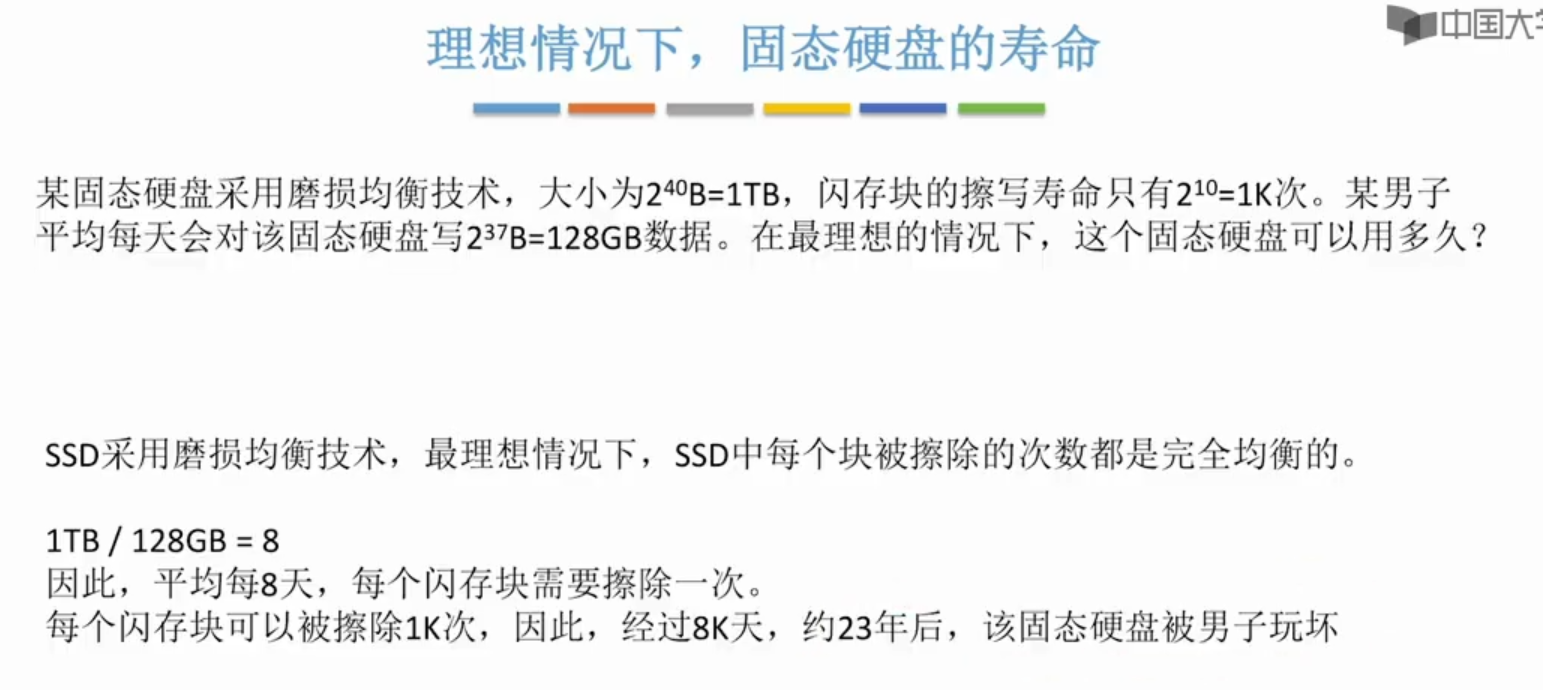 中国大
理想情况下，固态硬盘的寿命
某固态硬盘采用磨损均衡技术，大小为2⁴⁰B=1TB，闪存块的擦写寿命只有2¹⁰=1K次。某男子
平均每天会对该固态硬盘写2³⁷B=128GB数据。在最理想的情况下，这个固态硬盘可以用多久？
SSD采用磨损均衡技术，最理想情况下，SSD中每个块被擦除的次数都是完全均衡的。
1TB / 128GB = 8
因此，平均每8天，每个闪存块需要擦除一次。
每个闪存块可以被擦除1K次，因此，经过8K天，约23年后，该固态硬盘被男子玩坏